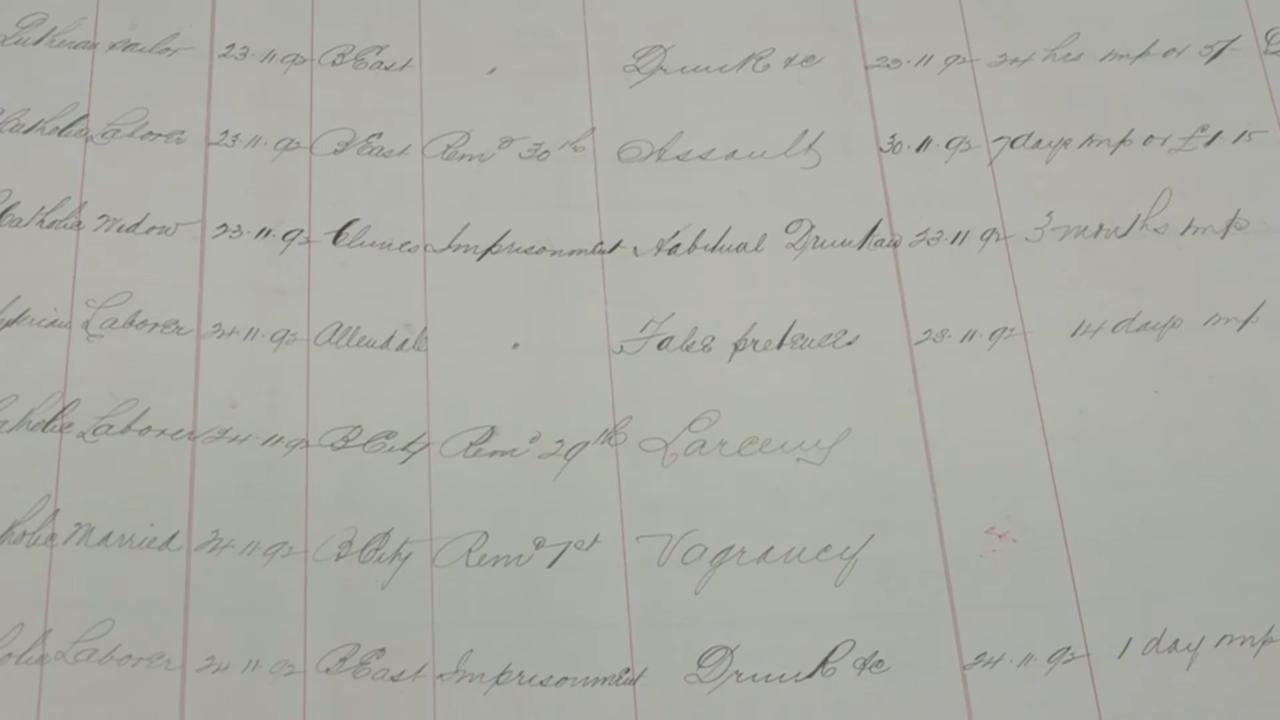 Lutheran Sailor 23.11.92 B East " Drunk &c 23.11.92 24 hrs imp or 5/-
Catholic Laborer 23.11.92 B East Remd 30th Assault 30.11.92 7 days imp or £1.15
Catholic Widow 23.11.92 Clunes Imprisonment Habitual Drunkard 23.11.92 3 months imp
Laborer 24.11.92 Allendale " False pretences 23.11.92 14 days imp
tholic Laborer 24.11.92 B City Remd 29th Larceny
tholic Married 24.11.92 B City Remd 1st Vagrancy
olic Laborer 24.11.92 B East Imprisonment Drunk &c 24.11.92 1 day imp